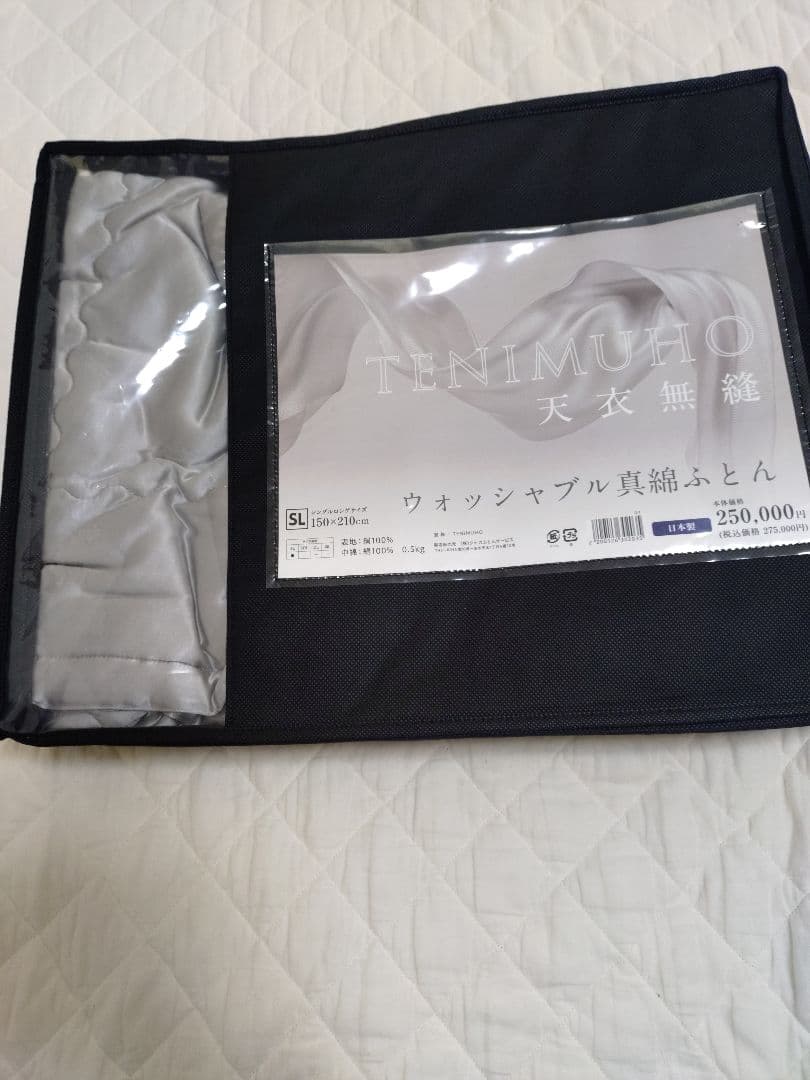 TENIMUHO
天衣無縫
ウォッシャブル真綿ふとん
SL シングルロングサイズ
150×210cm
表地:絹100%
中綿:絹100% 0.5kg
TENIMUHO
日本製
本体価格
250,000円
(税込価格 275,000円)